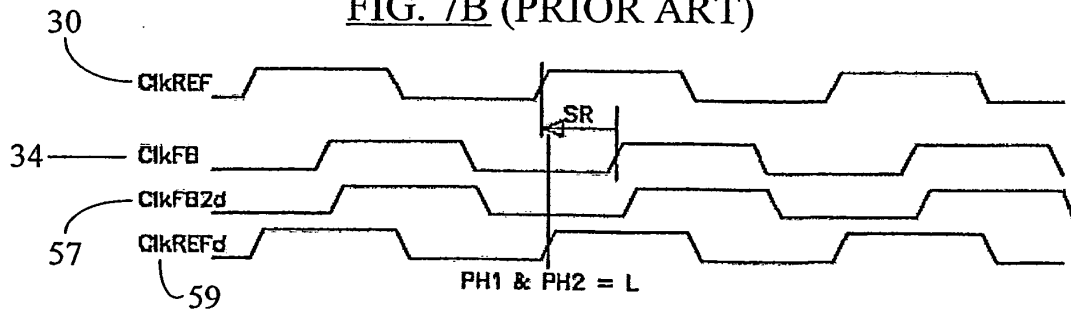 FIG. 7B (PRIOR ART)
30
ClkREF
SR
34
ClkFB
ClkFB2d
57
ClkREFd
59
PH1 & PH2 = L